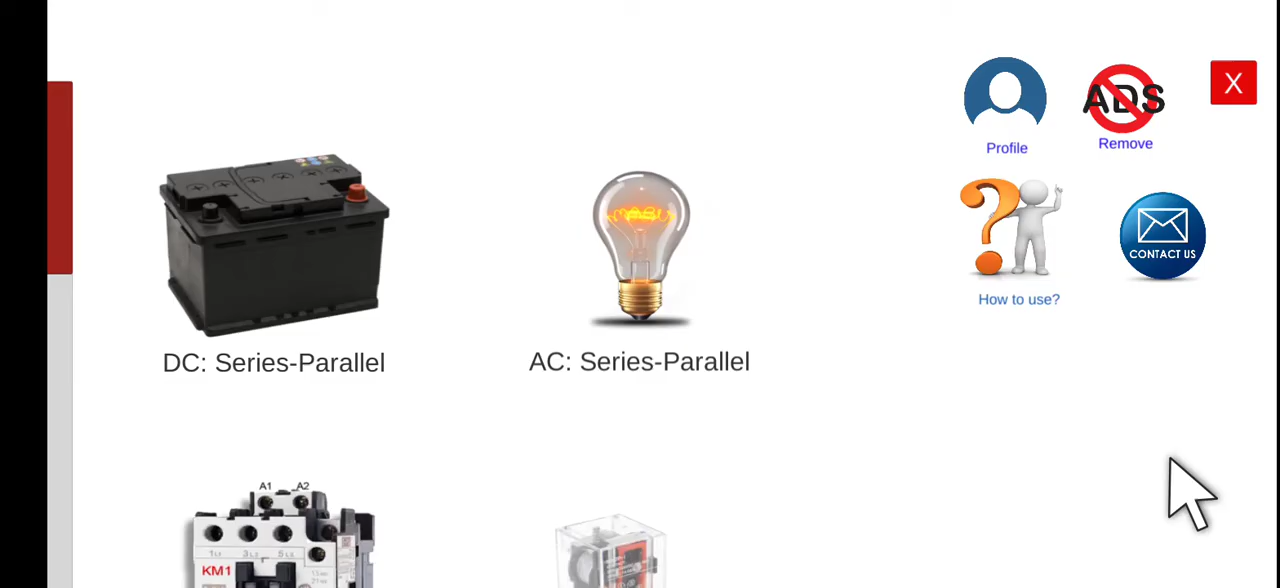 ADS
X
Profile
Remove
CONTACT US
How to use?
DC: Series-Parallel
AC: Series-Parallel
A1 A2
KM1